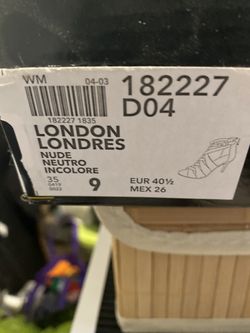 WM 04-03
182227
D04
182227 1835
LONDON
LONDRES
NUDE
NEUTRO
INCOLORE
35
9
EUR 40½
MEX 26